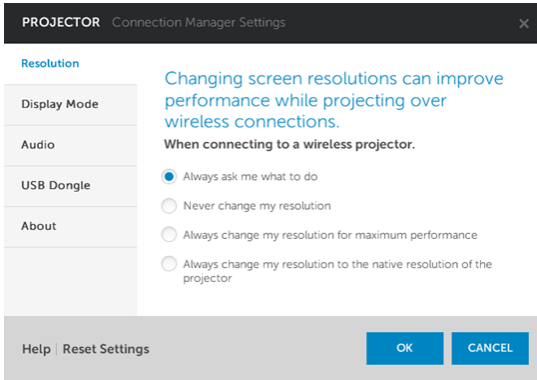 PROJECTOR Connection Manager Settings
Resolution
Display Mode
Audio
USB Dongle
About
Changing screen resolutions can improve
performance while projecting over
wireless connections.
When connecting to a wireless projector.
Always ask me what to do
Never change my resolution
Always change my resolution for maximum performance
Always change my resolution to the native resolution of the
projector
Help | Reset Settings
OK
CANCEL